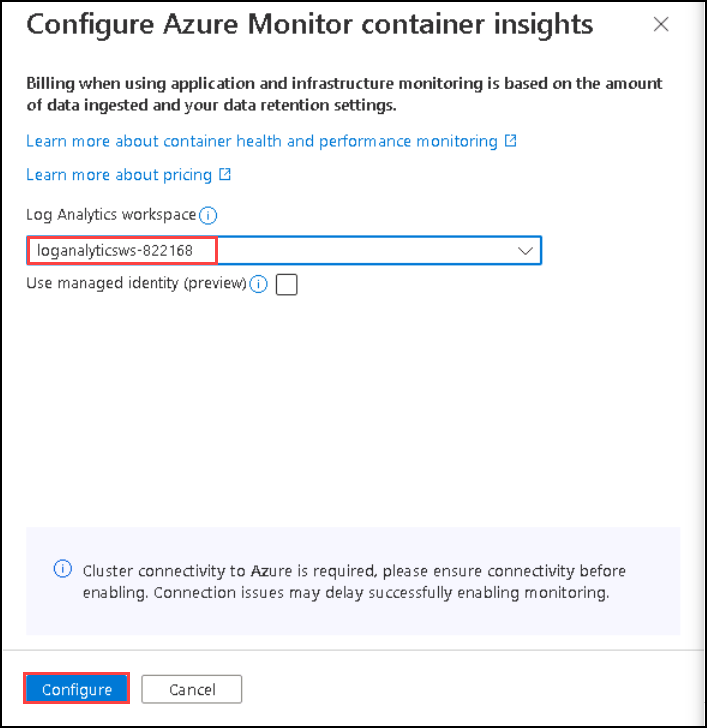 Configure Azure Monitor container insights
Billing when using application and infrastructure monitoring is based on the amount
of data ingested and your data retention settings.
Learn more about container health and performance monitoring
Learn more about pricing
Log Analytics workspace
loganalyticsws-822168
Use managed identity (preview)
Cluster connectivity to Azure is required, please ensure connectivity before
enabling. Connection issues may delay successfully enabling monitoring.
Configure
Cancel